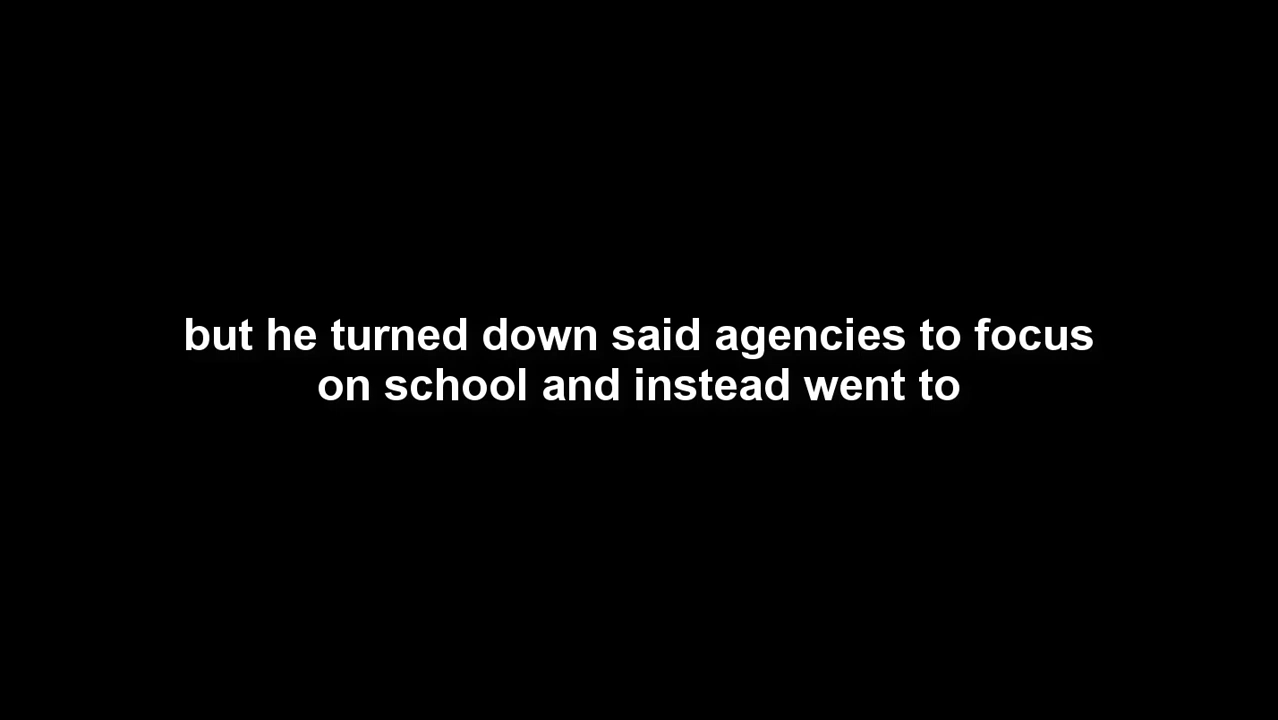 but he turned down said agencies to focus
on school and instead went to